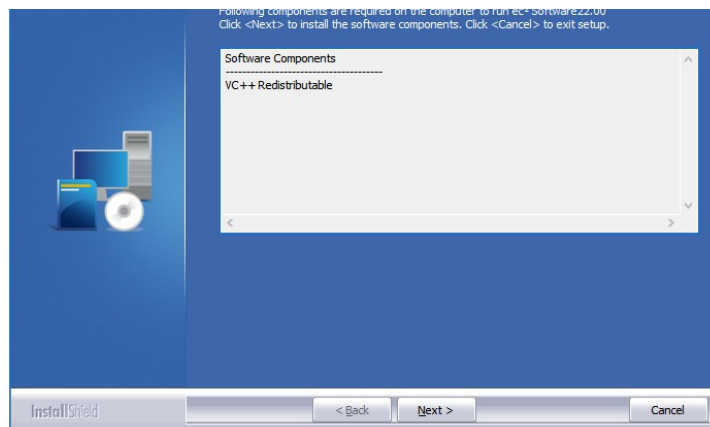 Following components are required on the computer to run ec² Software22.00
Click <Next> to install the software components. Click <Cancel> to exit setup.
Software Components
--------------------------------------
VC++ Redistributable
InstallShield
< Back
Next >
Cancel